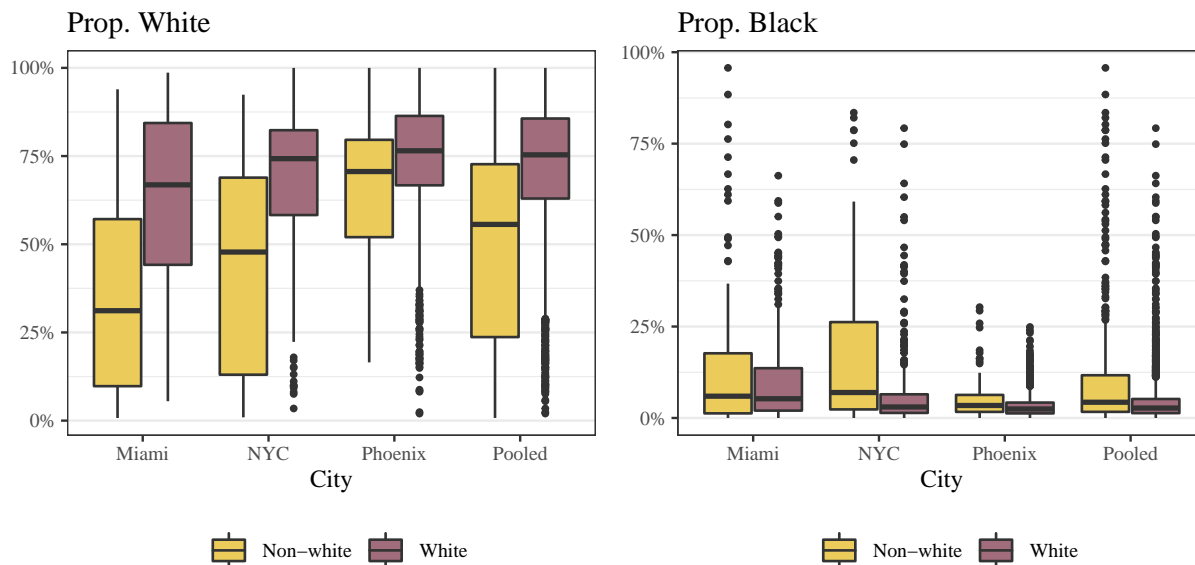 Prop. White
100%
75%
50%
25%
0%
Miami NYC Phoenix Pooled
City
Non−white White
Prop. Black
100%
75%
50%
25%
0%
Miami NYC Phoenix Pooled
City
Non−white White